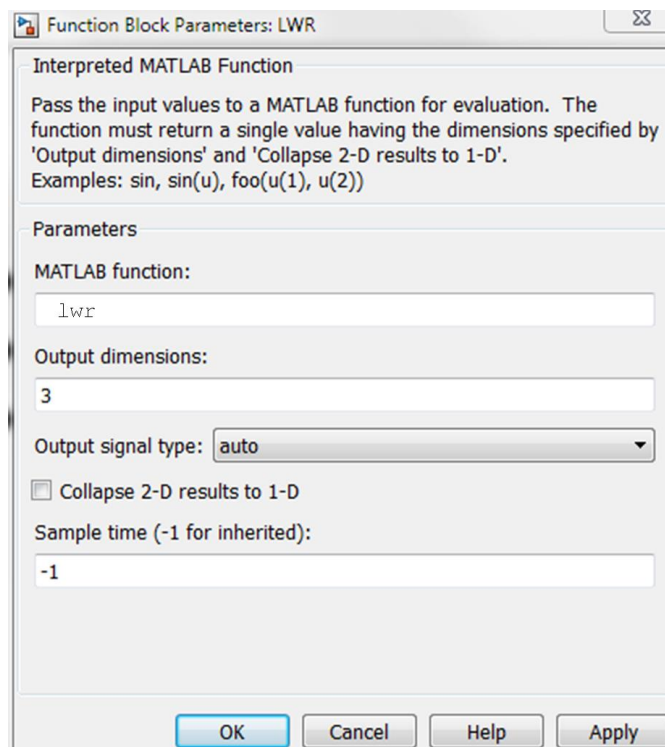 Function Block Parameters: LWR
Interpreted MATLAB Function
Pass the input values to a MATLAB function for evaluation. The
function must return a single value having the dimensions specified by
'Output dimensions' and 'Collapse 2-D results to 1-D'.
Examples: sin, sin(u), foo(u(1), u(2))
Parameters
MATLAB function:
lwr
Output dimensions:
3
Output signal type: auto
Collapse 2-D results to 1-D
Sample time (-1 for inherited):
-1
OK Cancel Help Apply